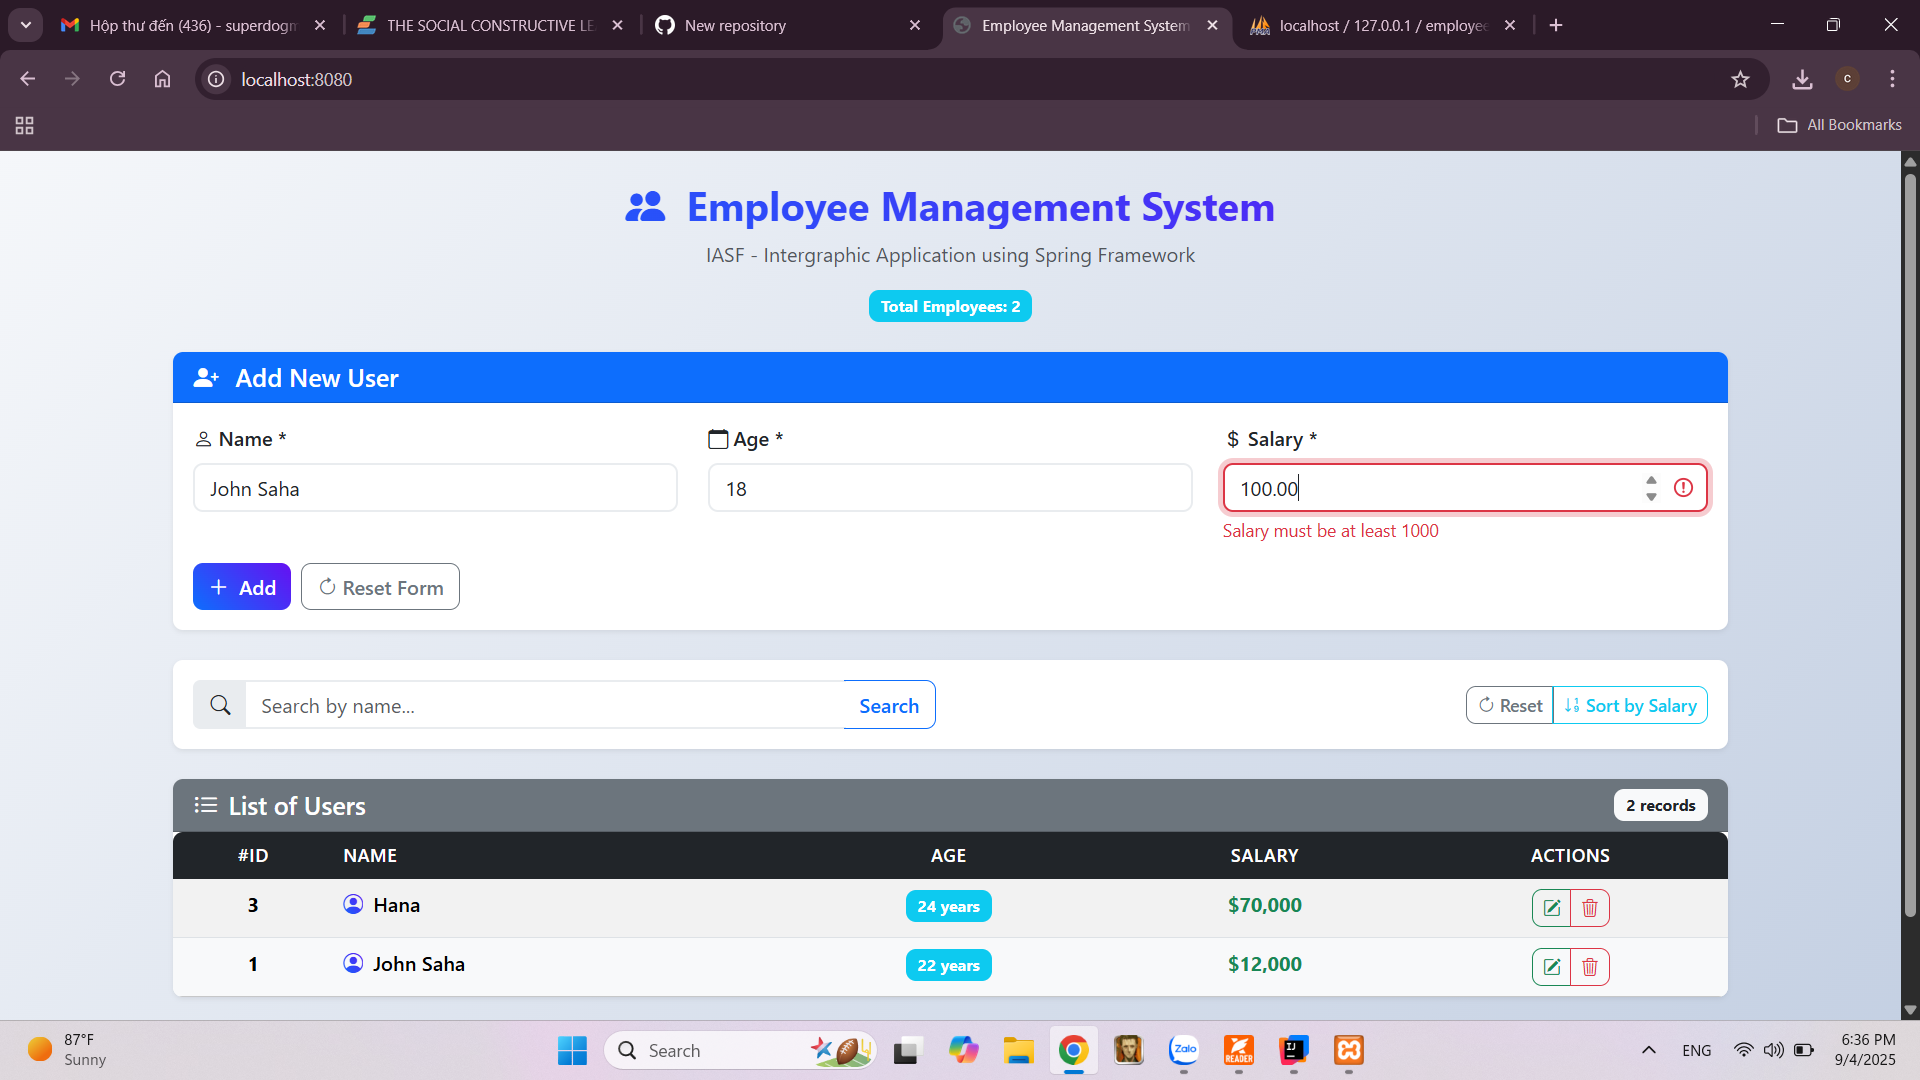 Hộp thư đến (436) - superdogm
THE SOCIAL CONSTRUCTIVE LE
New repository
Employee Management System
localhost / 127.0.0.1 / employee
localhost:8080
c
All Bookmarks
Employee Management System
IASF - Intergraphic Application using Spring Framework
Total Employees: 2
Add New User
Name *
Age *
$ Salary *
John Saha
18
100.00
Salary must be at least 1000
+ Add
Reset Form
Search by name...
Search
Reset
Sort by Salary
List of Users
2 records
#ID NAME AGE SALARY ACTIONS
3 Hana 24 years $70,000
1 John Saha 22 years $12,000
87°F
Sunny
Search
Zalo
READER
IJ
ENG
6:36 PM
9/4/2025